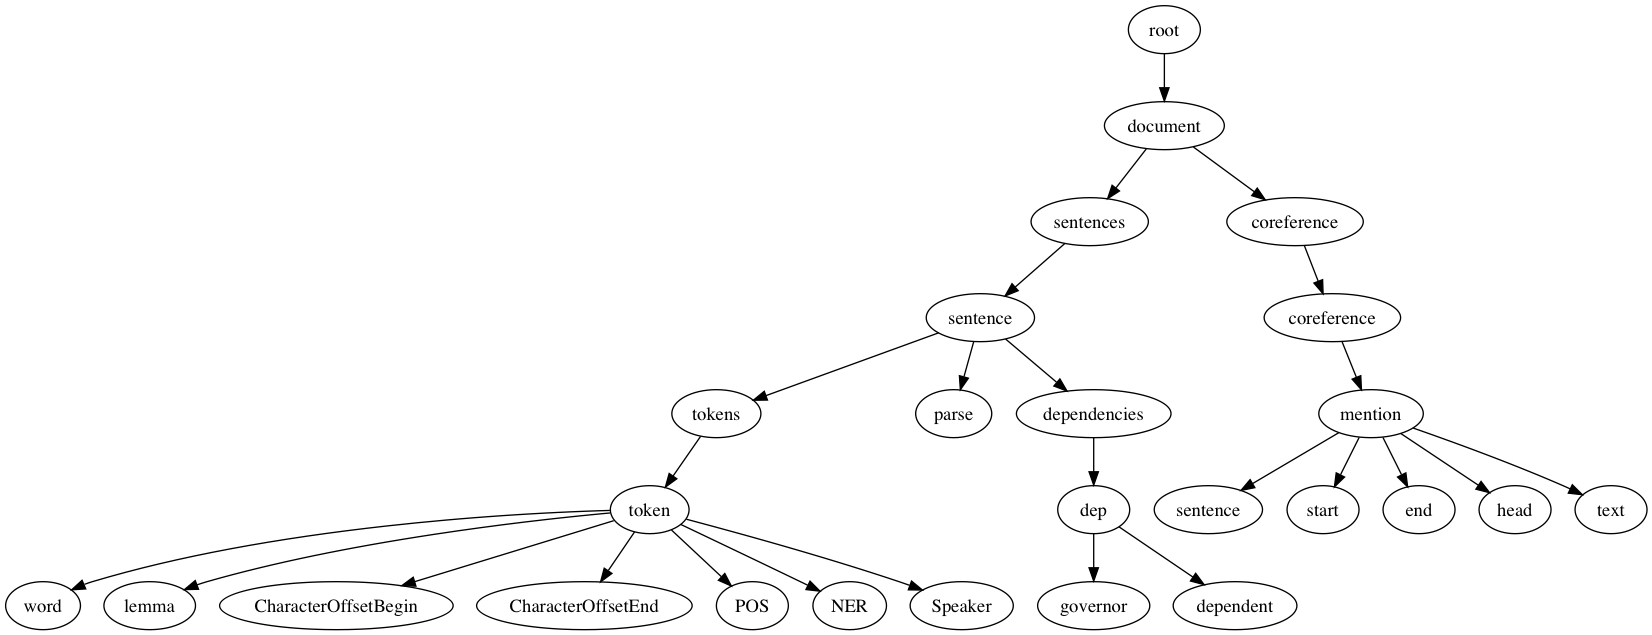 root
document
sentences
coreference
sentence
coreference
tokens
parse
dependencies
mention
token
dep
sentence
start
end
head
text
word
lemma
CharacterOffsetBegin
CharacterOffsetEnd
POS
NER
Speaker
governor
dependent